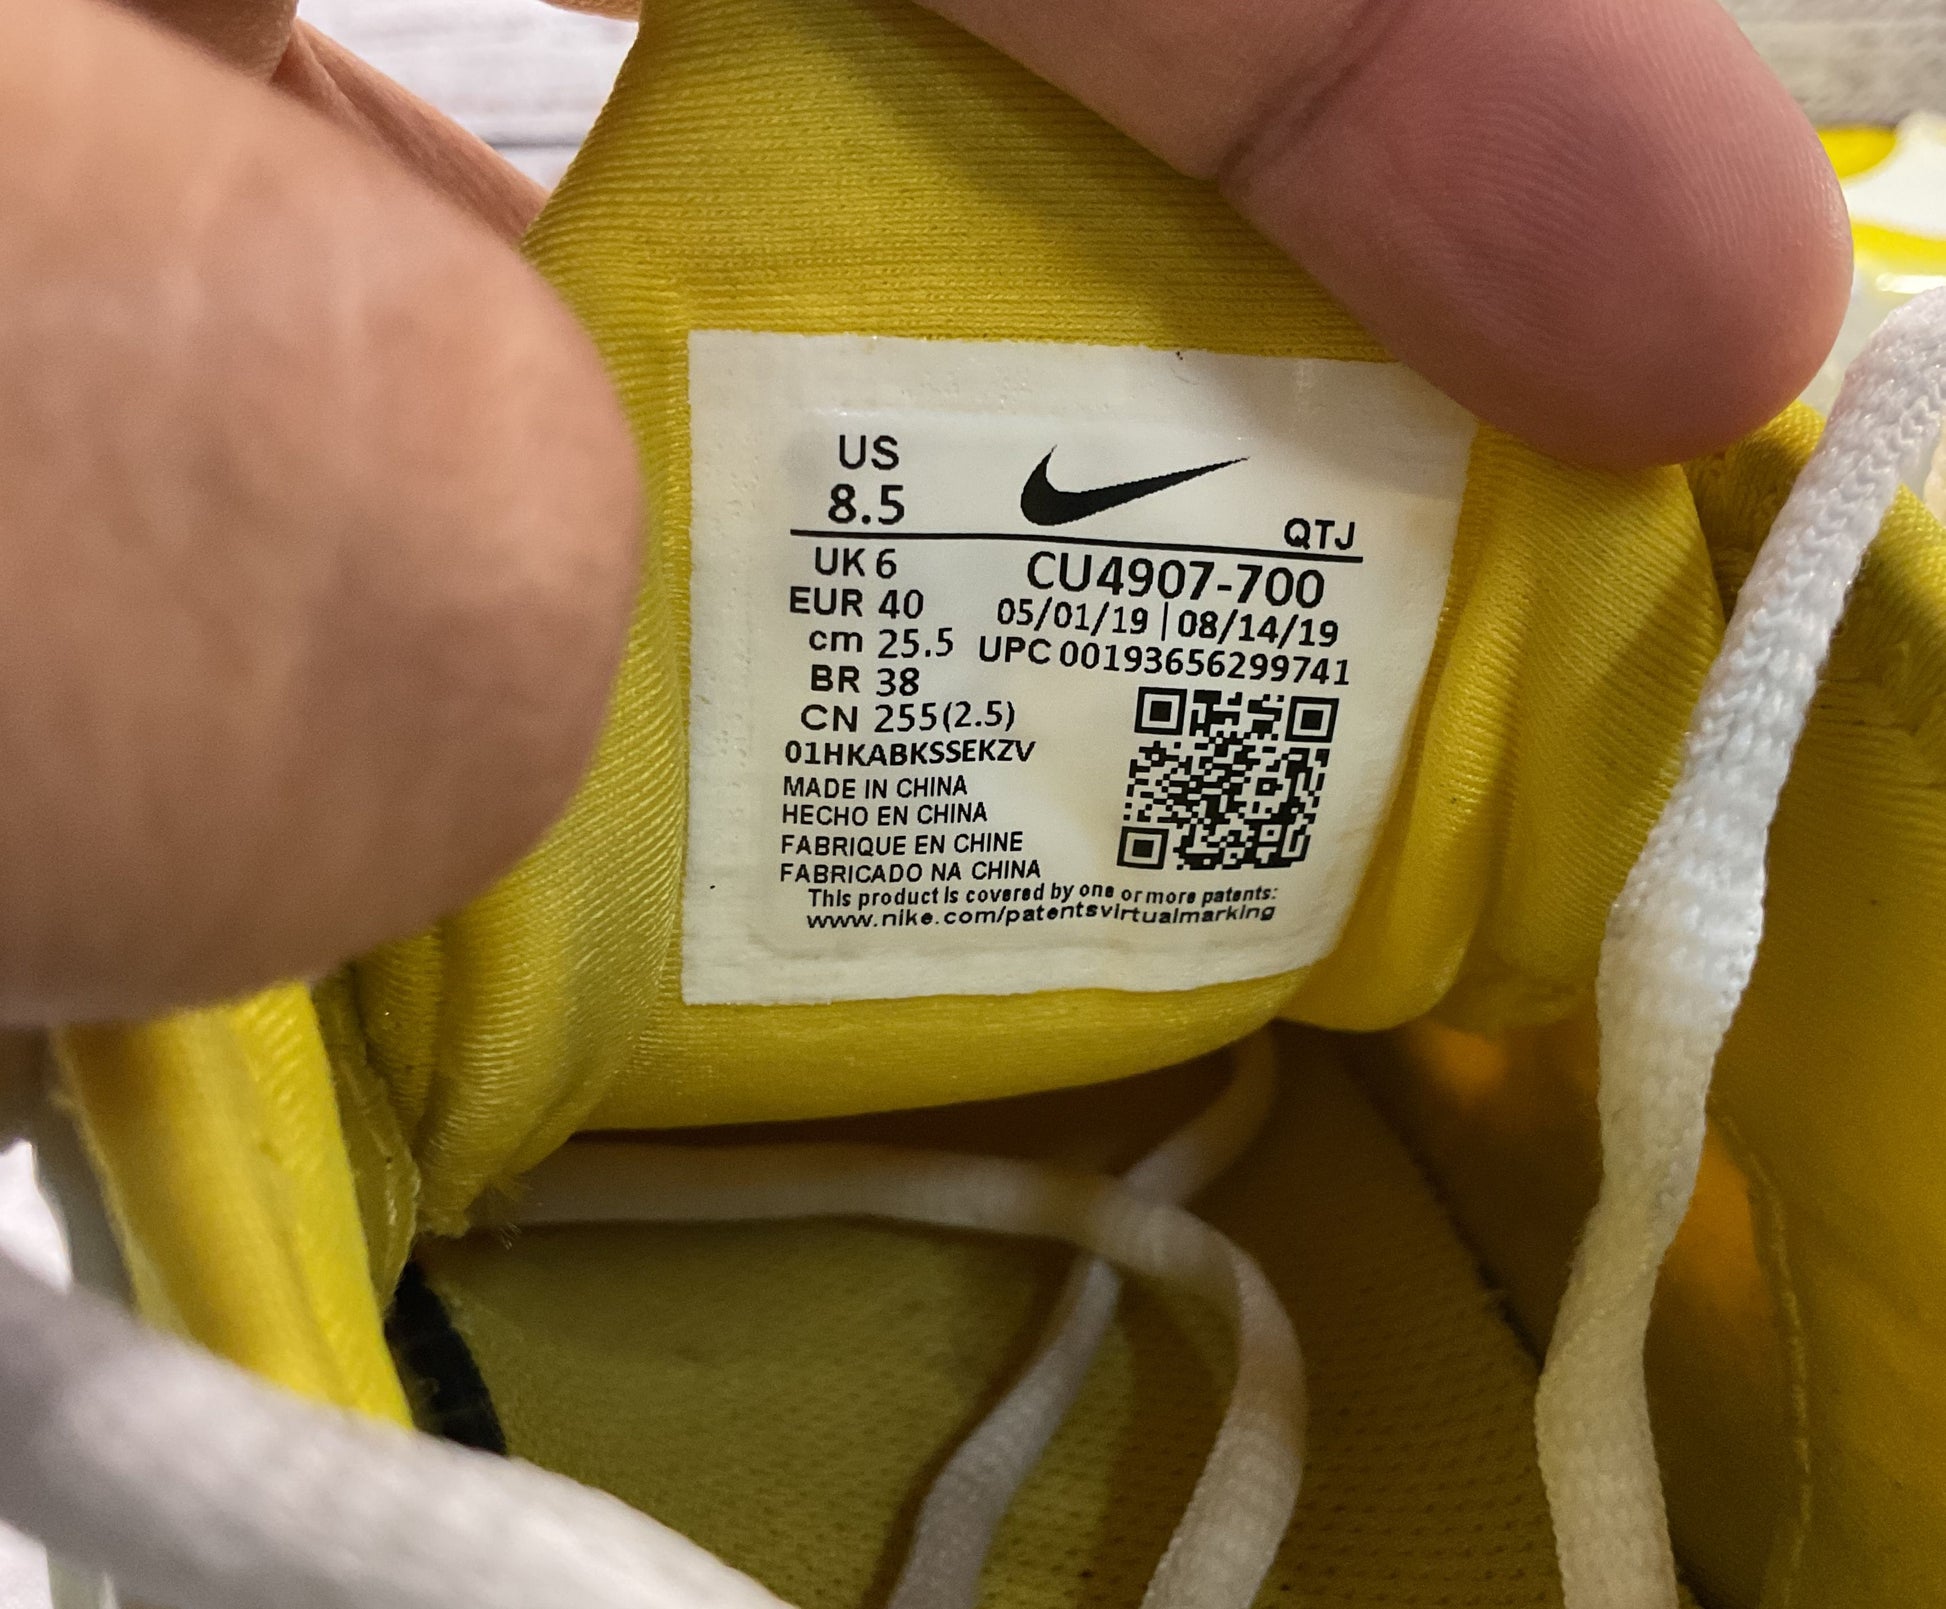 US
8.5
QTJ
UK 6
EUR 40
cm 25.5
BR 38
CN 255(2.5)
CU4907-700
05/01/19 | 08/14/19
UPC 00193656299741
01HKABKSSEKZV
MADE IN CHINA
HECHO EN CHINA
FABRIQUE EN CHINE
FABRICADO NA CHINA
This product is covered by one or more patents:
www.nike.com/patentsvirtualmarking